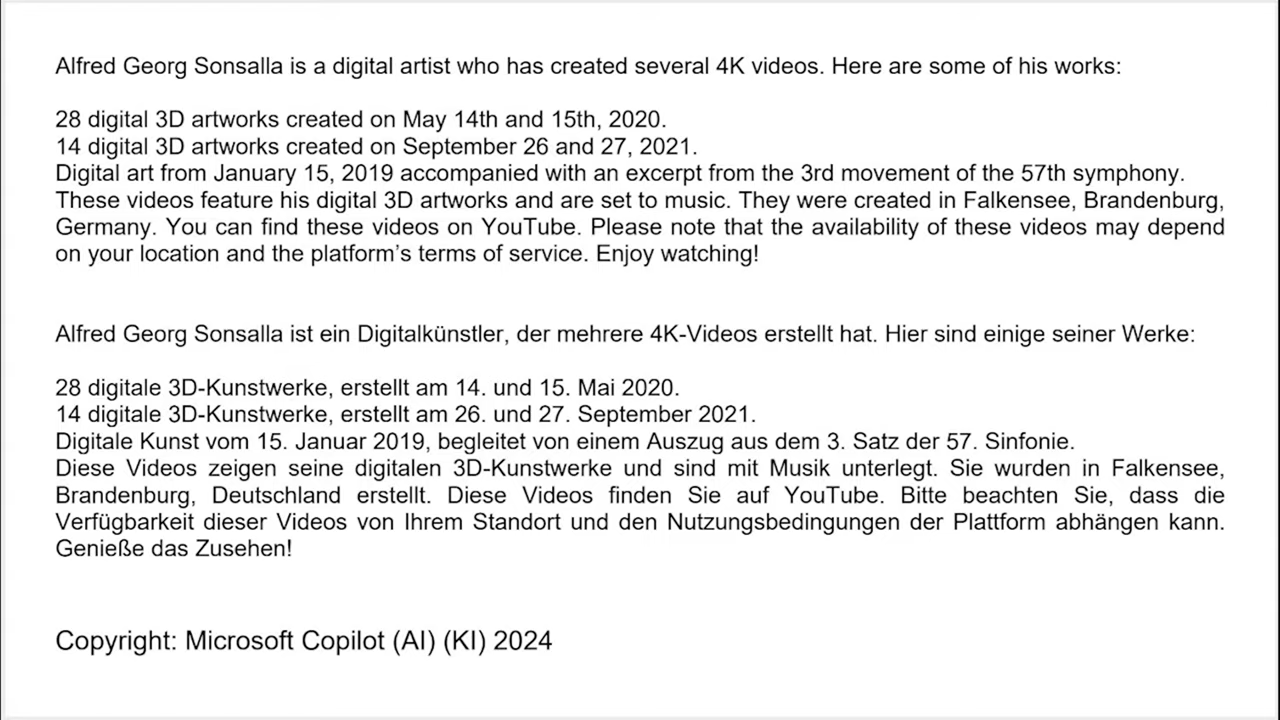 Alfred Georg Sonsalla is a digital artist who has created several 4K videos. Here are some of his works:
28 digital 3D artworks created on May 14th and 15th, 2020.
14 digital 3D artworks created on September 26 and 27, 2021.
Digital art from January 15, 2019 accompanied with an excerpt from the 3rd movement of the 57th symphony.
These videos feature his digital 3D artworks and are set to music. They were created in Falkensee, Brandenburg,
Germany. You can find these videos on YouTube. Please note that the availability of these videos may depend
on your location and the platform’s terms of service. Enjoy watching!
Alfred Georg Sonsalla ist ein Digitalkünstler, der mehrere 4K-Videos erstellt hat. Hier sind einige seiner Werke:
28 digitale 3D-Kunstwerke, erstellt am 14. und 15. Mai 2020.
14 digitale 3D-Kunstwerke, erstellt am 26. und 27. September 2021.
Digitale Kunst vom 15. Januar 2019, begleitet von einem Auszug aus dem 3. Satz der 57. Sinfonie.
Diese Videos zeigen seine digitalen 3D-Kunstwerke und sind mit Musik unterlegt. Sie wurden in Falkensee,
Brandenburg, Deutschland erstellt. Diese Videos finden Sie auf YouTube. Bitte beachten Sie, dass die
Verfügbarkeit dieser Videos von Ihrem Standort und den Nutzungsbedingungen der Plattform abhängen kann.
Genieße das Zusehen!
Copyright: Microsoft Copilot (AI) (KI) 2024